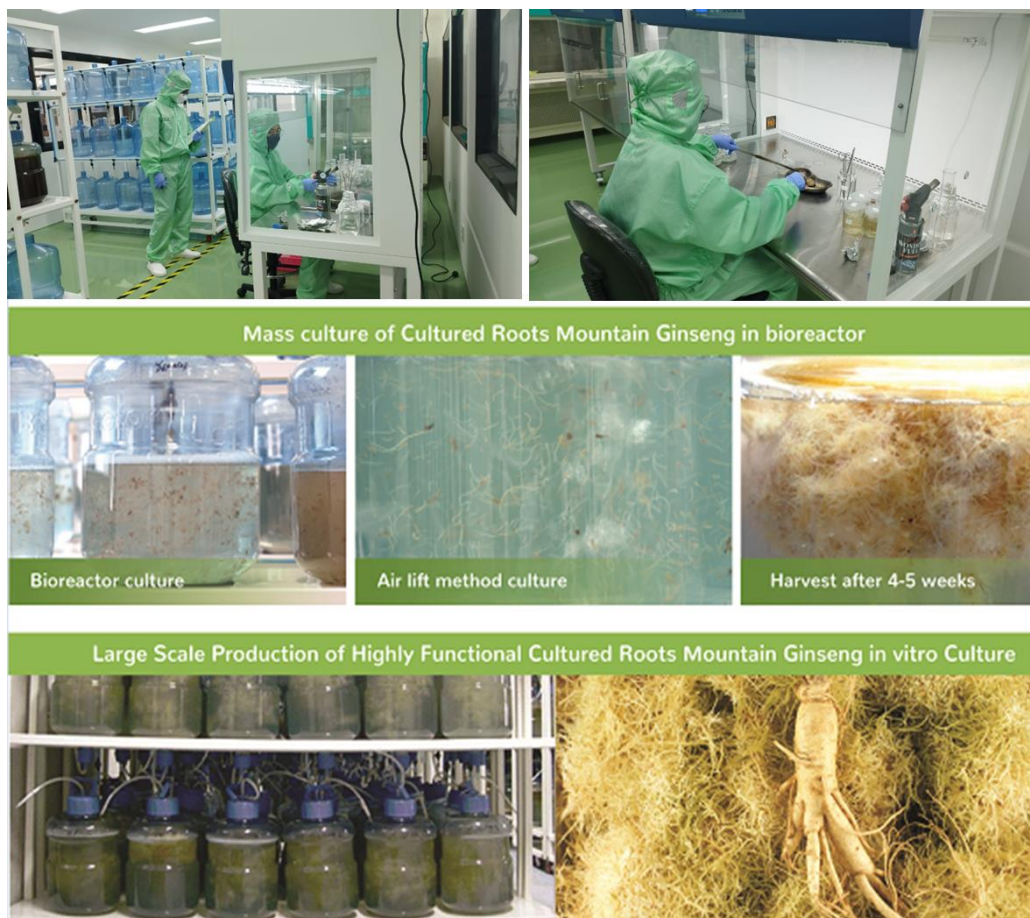 Mass culture of Cultured Roots Mountain Ginseng in bioreactor
Bioreactor culture
Air lift method culture
Harvest after 4-5 weeks
Large Scale Production of Highly Functional Cultured Roots Mountain Ginseng in vitro Culture